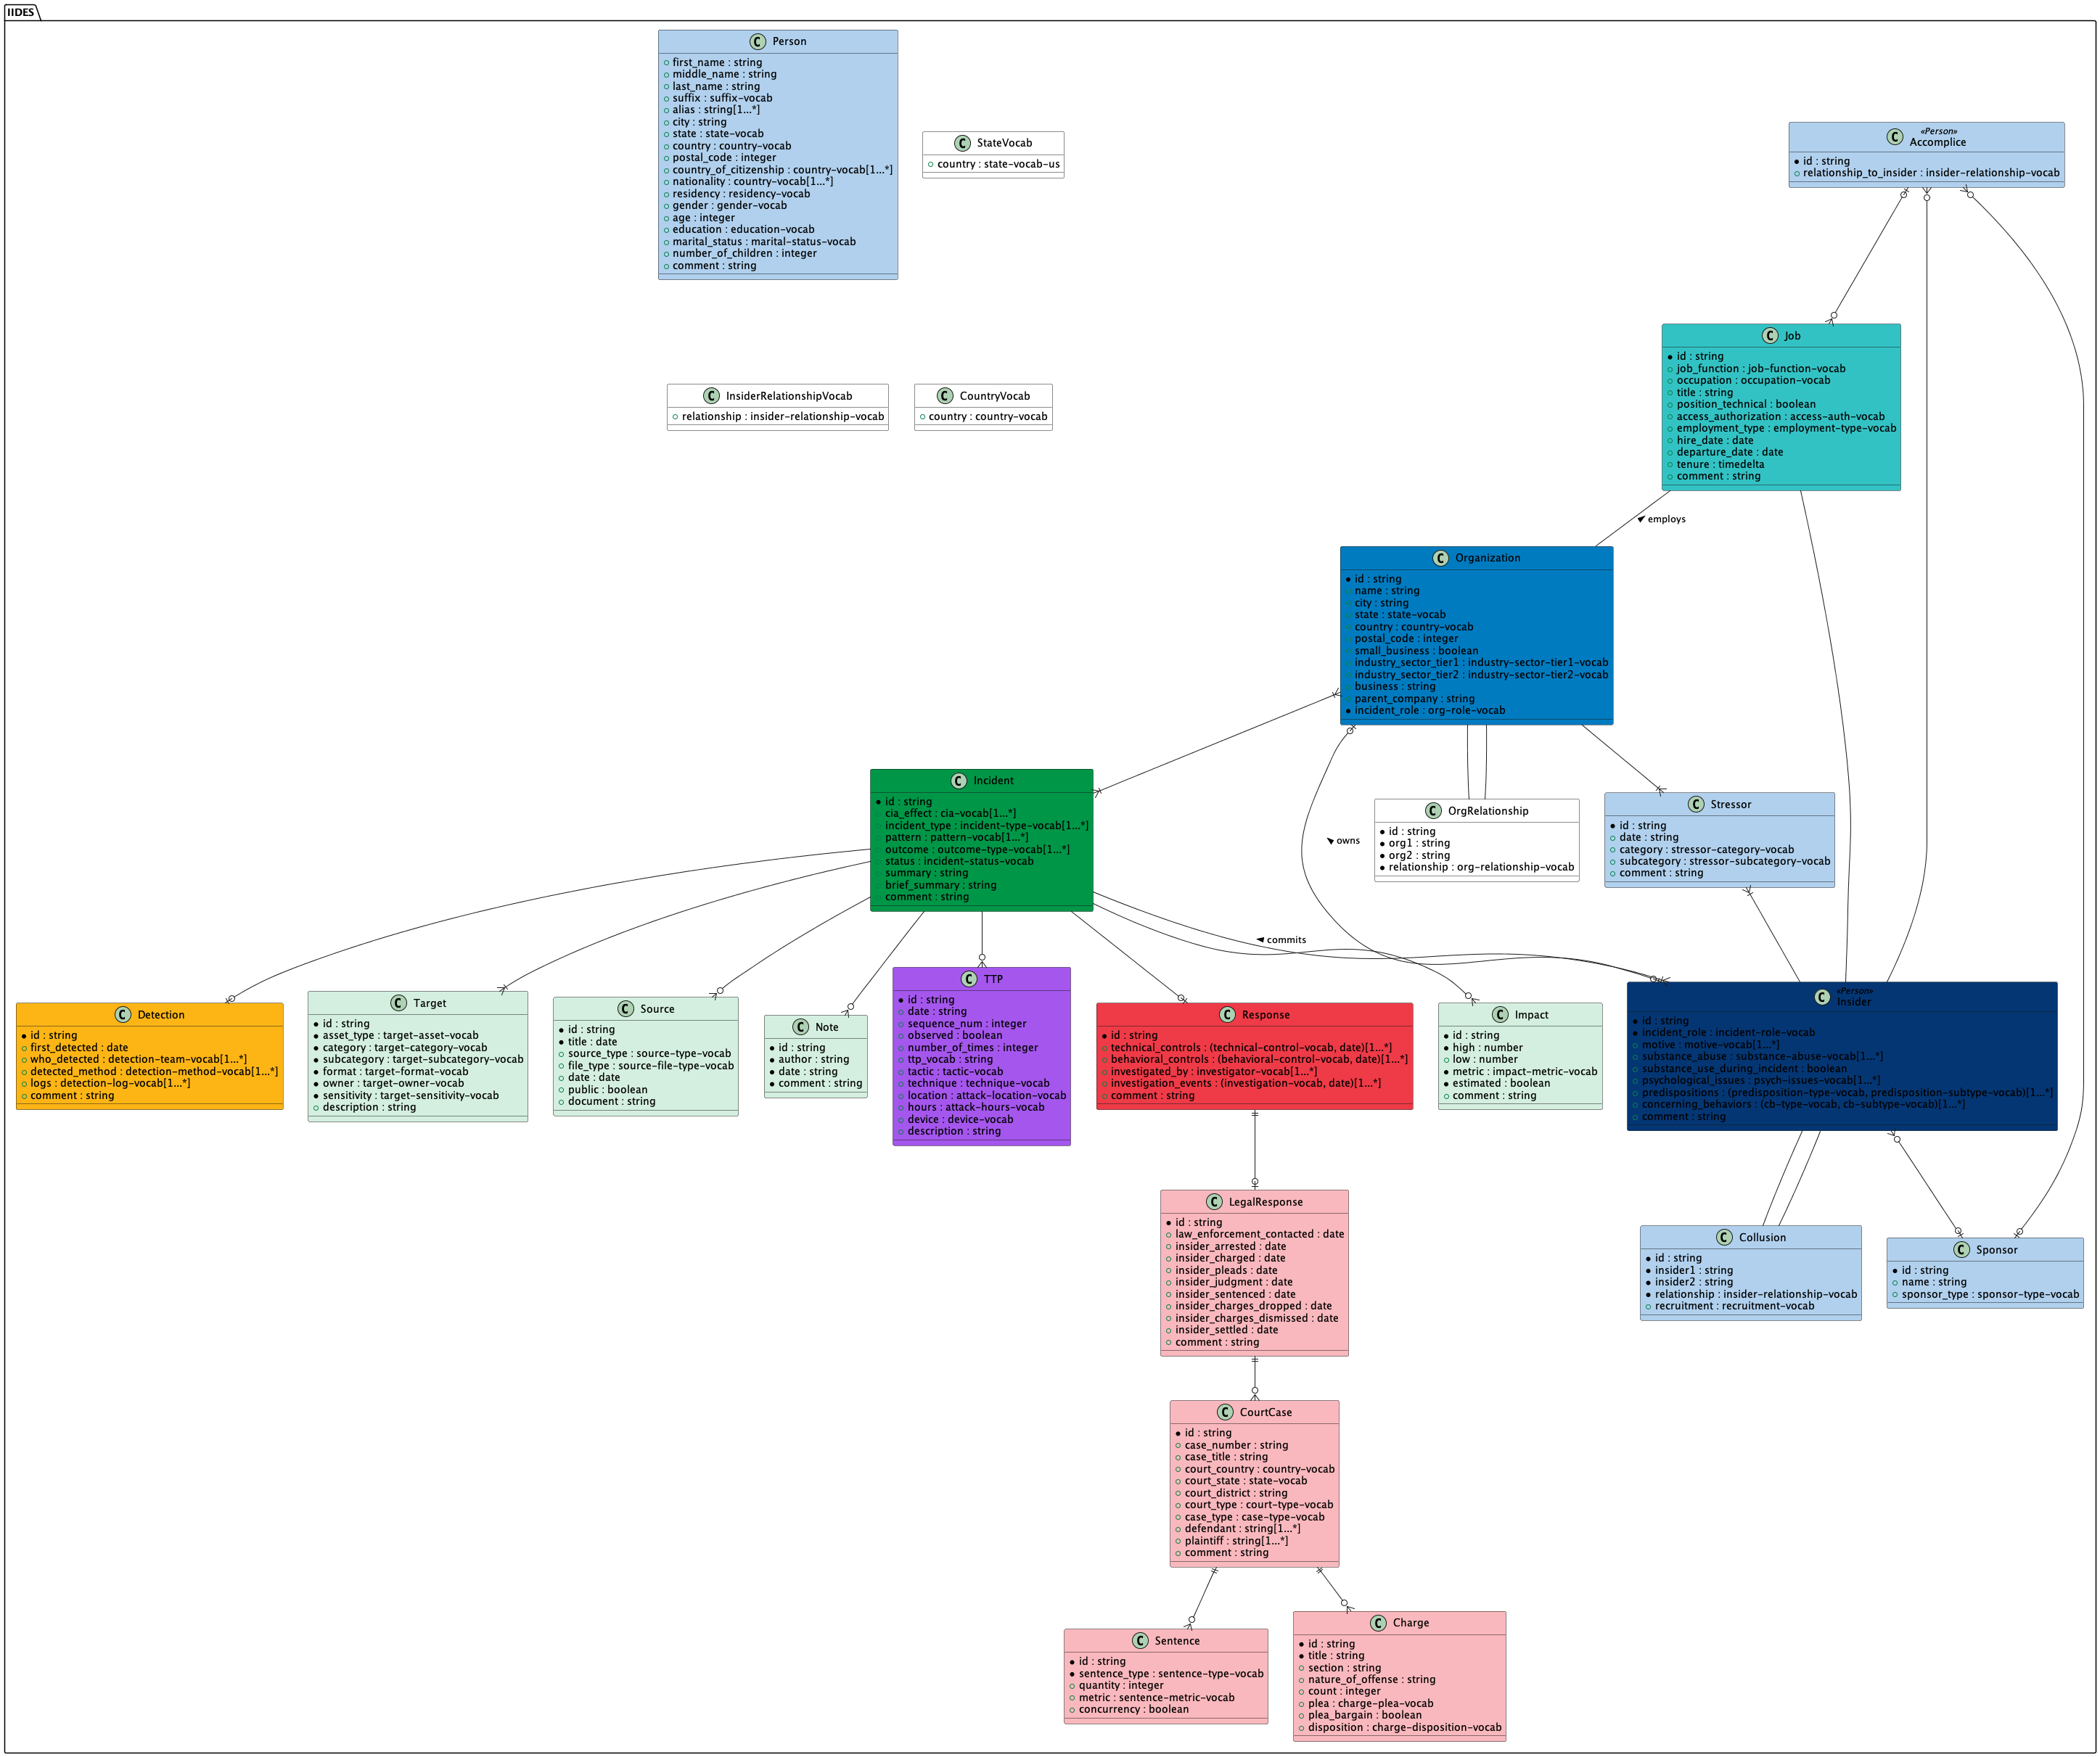 IIDES
Person
first_name : string
middle_name : string
last_name : string
suffix : suffix-vocab
alias : string[1...*]
city : string
state : state-vocab
country : country-vocab
postal_code : integer
country_of_citizenship : country-vocab[1...*]
nationality : country-vocab[1...*]
residency : residency-vocab
gender : gender-vocab
age : integer
education : education-vocab
marital_status : marital-status-vocab
number_of_children : integer
comment : string
StateVocab
country : state-vocab-us
«Person»
Accomplice
id : string
relationship_to_insider : insider-relationship-vocab
InsiderRelationshipVocab
relationship : insider-relationship-vocab
CountryVocab
country : country-vocab
Job
id : string
job_function : job-function-vocab
occupation : occupation-vocab
title : string
position_technical : boolean
access_authorization : access-auth-vocab
employment_type : employment-type-vocab
hire_date : date
departure_date : date
tenure : timedelta
comment : string
employs
Organization
id : string
name : string
city : string
state : state-vocab
country : country-vocab
postal_code : integer
small_business : boolean
industry_sector_tier1 : industry-sector-tier1-vocab
industry_sector_tier2 : industry-sector-tier2-vocab
business : string
parent_company : string
incident_role : org-role-vocab
Incident
id : string
cia_effect : cia-vocab[1...*]
incident_type : incident-type-vocab[1...*]
pattern : pattern-vocab[1...*]
outcome : outcome-type-vocab[1...*]
status : incident-status-vocab
summary : string
brief_summary : string
comment : string
owns
OrgRelationship
id : string
org1 : string
org2 : string
relationship : org-relationship-vocab
Stressor
id : string
date : string
category : stressor-category-vocab
subcategory : stressor-subcategory-vocab
comment : string
commits
Detection
id : string
first_detected : date
who_detected : detection-team-vocab[1...*]
detected_method : detection-method-vocab[1...*]
logs : detection-log-vocab[1...*]
comment : string
Target
id : string
asset_type : target-asset-vocab
category : target-category-vocab
subcategory : target-subcategory-vocab
format : target-format-vocab
owner : target-owner-vocab
sensitivity : target-sensitivity-vocab
description : string
Source
id : string
title : date
source_type : source-type-vocab
file_type : source-file-type-vocab
date : date
public : boolean
document : string
Note
id : string
author : string
date : string
comment : string
TTP
id : string
date : string
sequence_num : integer
observed : boolean
number_of_times : integer
ttp_vocab : string
tactic : tactic-vocab
technique : technique-vocab
location : attack-location-vocab
hours : attack-hours-vocab
device : device-vocab
description : string
Response
id : string
technical_controls : (technical-control-vocab, date)[1...*]
behavioral_controls : (behavioral-control-vocab, date)[1...*]
investigated_by : investigator-vocab[1...*]
investigation_events : (investigation-vocab, date)[1...*]
comment : string
Impact
id : string
high : number
low : number
metric : impact-metric-vocab
estimated : boolean
comment : string
«Person»
Insider
id : string
incident_role : incident-role-vocab
motive : motive-vocab[1...*]
substance_abuse : substance-abuse-vocab[1...*]
substance_use_during_incident : boolean
psychological_issues : psych-issues-vocab[1...*]
predispositions : (predisposition-type-vocab, predisposition-subtype-vocab)[1...*]
concerning_behaviors : (cb-type-vocab, cb-subtype-vocab)[1...*]
comment : string
LegalResponse
id : string
law_enforcement_contacted : date
insider_arrested : date
insider_charged : date
insider_pleads : date
insider_judgment : date
insider_sentenced : date
insider_charges_dropped : date
insider_charges_dismissed : date
insider_settled : date
comment : string
Collusion
id : string
insider1 : string
insider2 : string
relationship : insider-relationship-vocab
recruitment : recruitment-vocab
Sponsor
id : string
name : string
sponsor_type : sponsor-type-vocab
CourtCase
id : string
case_number : string
case_title : string
court_country : country-vocab
court_state : state-vocab
court_district : string
court_type : court-type-vocab
case_type : case-type-vocab
defendant : string[1...*]
plaintiff : string[1...*]
comment : string
Sentence
id : string
sentence_type : sentence-type-vocab
quantity : integer
metric : sentence-metric-vocab
concurrency : boolean
Charge
id : string
title : string
section : string
nature_of_offense : string
count : integer
plea : charge-plea-vocab
plea_bargain : boolean
disposition : charge-disposition-vocab